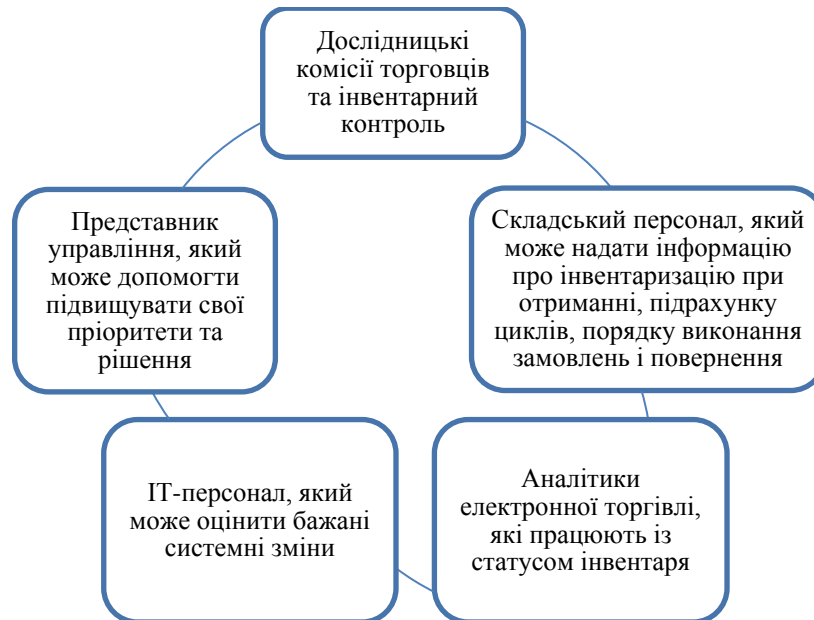 Дослідницькі
комісії торговців
та інвентарний
контроль
Представник
управління, який
може допомогти
підвищувати свої
пріоритети та
рішення
Складський персонал, який
може надати інформацію
про інвентаризацію при
отриманні, підрахунку
циклів, порядку виконання
замовлень і повернення
ІТ-персонал, який
може оцінити бажані
системні зміни
Аналітики
електронної торгівлі,
які працюють із
статусом інвентаря